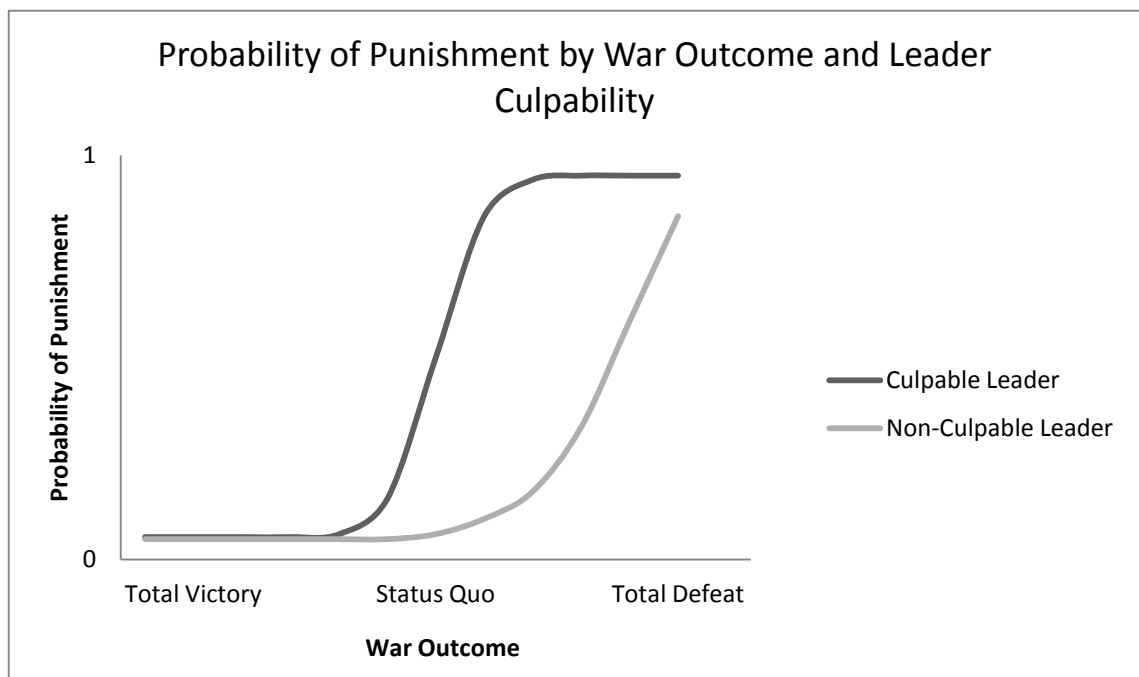 Probability of Punishment by War Outcome and Leader
Culpability
1
Probability of Punishment
0
Total Victory
Status Quo
Total Defeat
War Outcome
Culpable Leader
Non-Culpable Leader